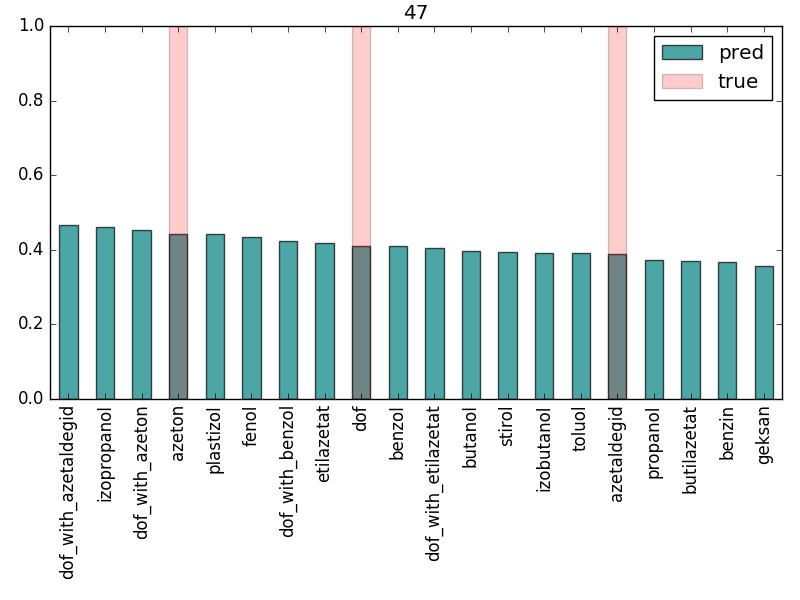 47
1.0
0.8
0.6
0.4
0.2
0.0
pred
true
dof_with_azetaldegid
izopropanol
dof_with_azeton
azeton
plastizol
fenol
dof_with_benzol
etilazetat
dof
benzol
dof_with_etilazetat
butanol
stirol
izobutanol
toluol
azetaldegid
propanol
butilazetat
benzin
geksan